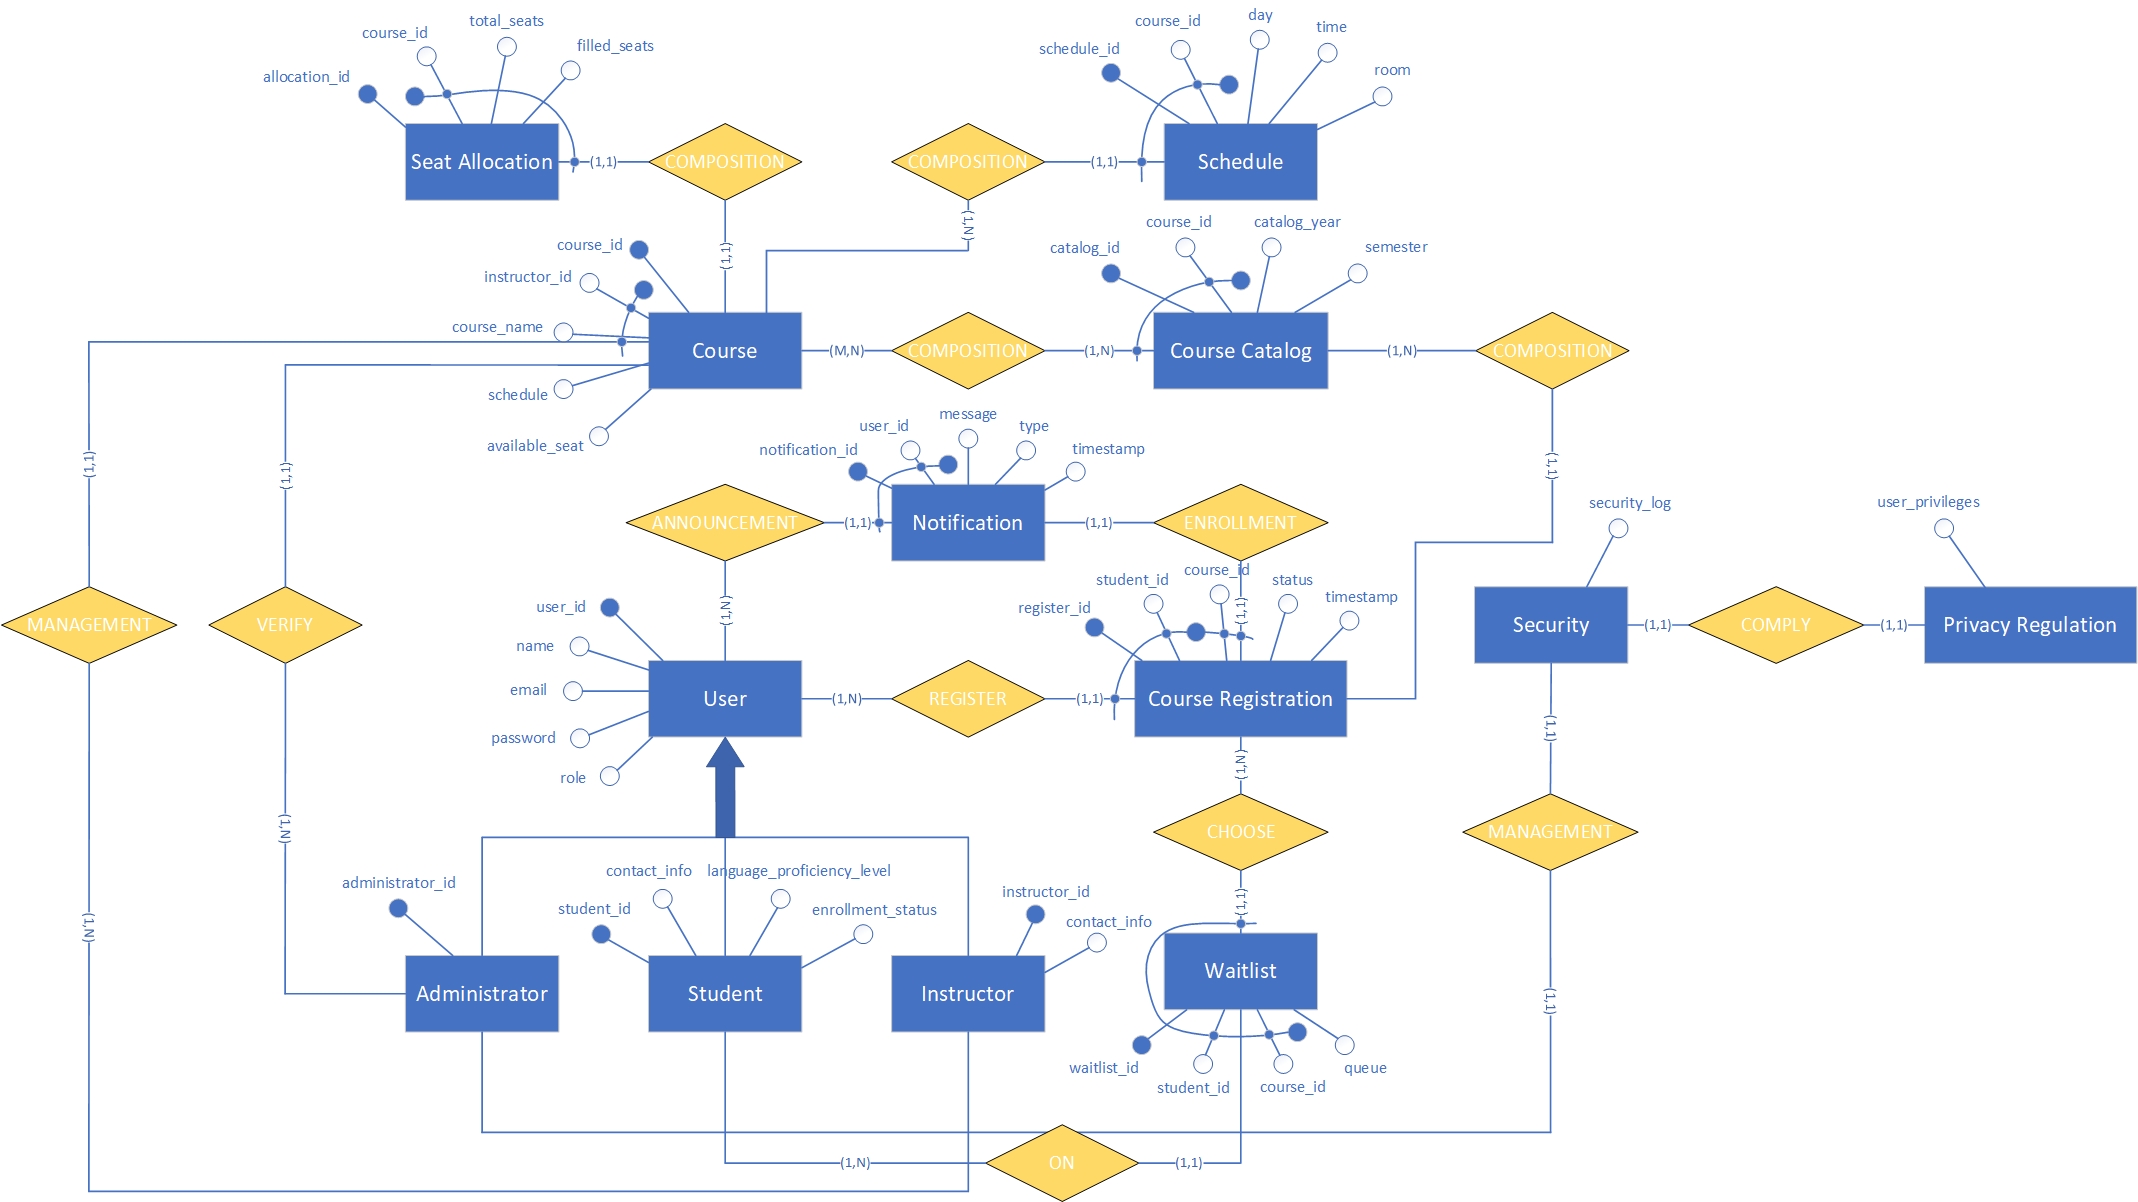 total_seats
course_id
filled_seats
allocation_id
course_id
day
time
schedule_id
room
Seat Allocation
(1,1)
COMPOSITION
COMPOSITION
(1,1)
Schedule
(1,1)
(1,N)
course_id
catalog_year
catalog_id
semester
course_id
instructor_id
course_name
schedule
available_seat
Course
(M,N)
COMPOSITION
(1,N)
Course Catalog
(1,N)
COMPOSITION
(1,1)
(1,1)
(1,1)
message
user_id
type
notification_id
timestamp
ANNOUNCEMENT
(1,1)
Notification
(1,1)
ENROLLMENT
(1,N)
(1,1)
security_log
user_privileges
student_id
course_id
status
register_id
timestamp
MANAGEMENT
VERIFY
Security
(1,1)
COMPLY
(1,1)
Privacy Regulation
user_id
name
email
password
role
User
(1,N)
REGISTER
(1,1)
Course Registration
(1,N)
(1,N)
(N,1)
(1,1)
CHOOSE
MANAGEMENT
(1,1)
(1,1)
administrator_id
contact_info
language_proficiency_level
student_id
enrollment_status
instructor_id
contact_info
Administrator
Student
Instructor
Waitlist
waitlist_id
student_id
course_id
queue
(1,N)
ON
(1,1)